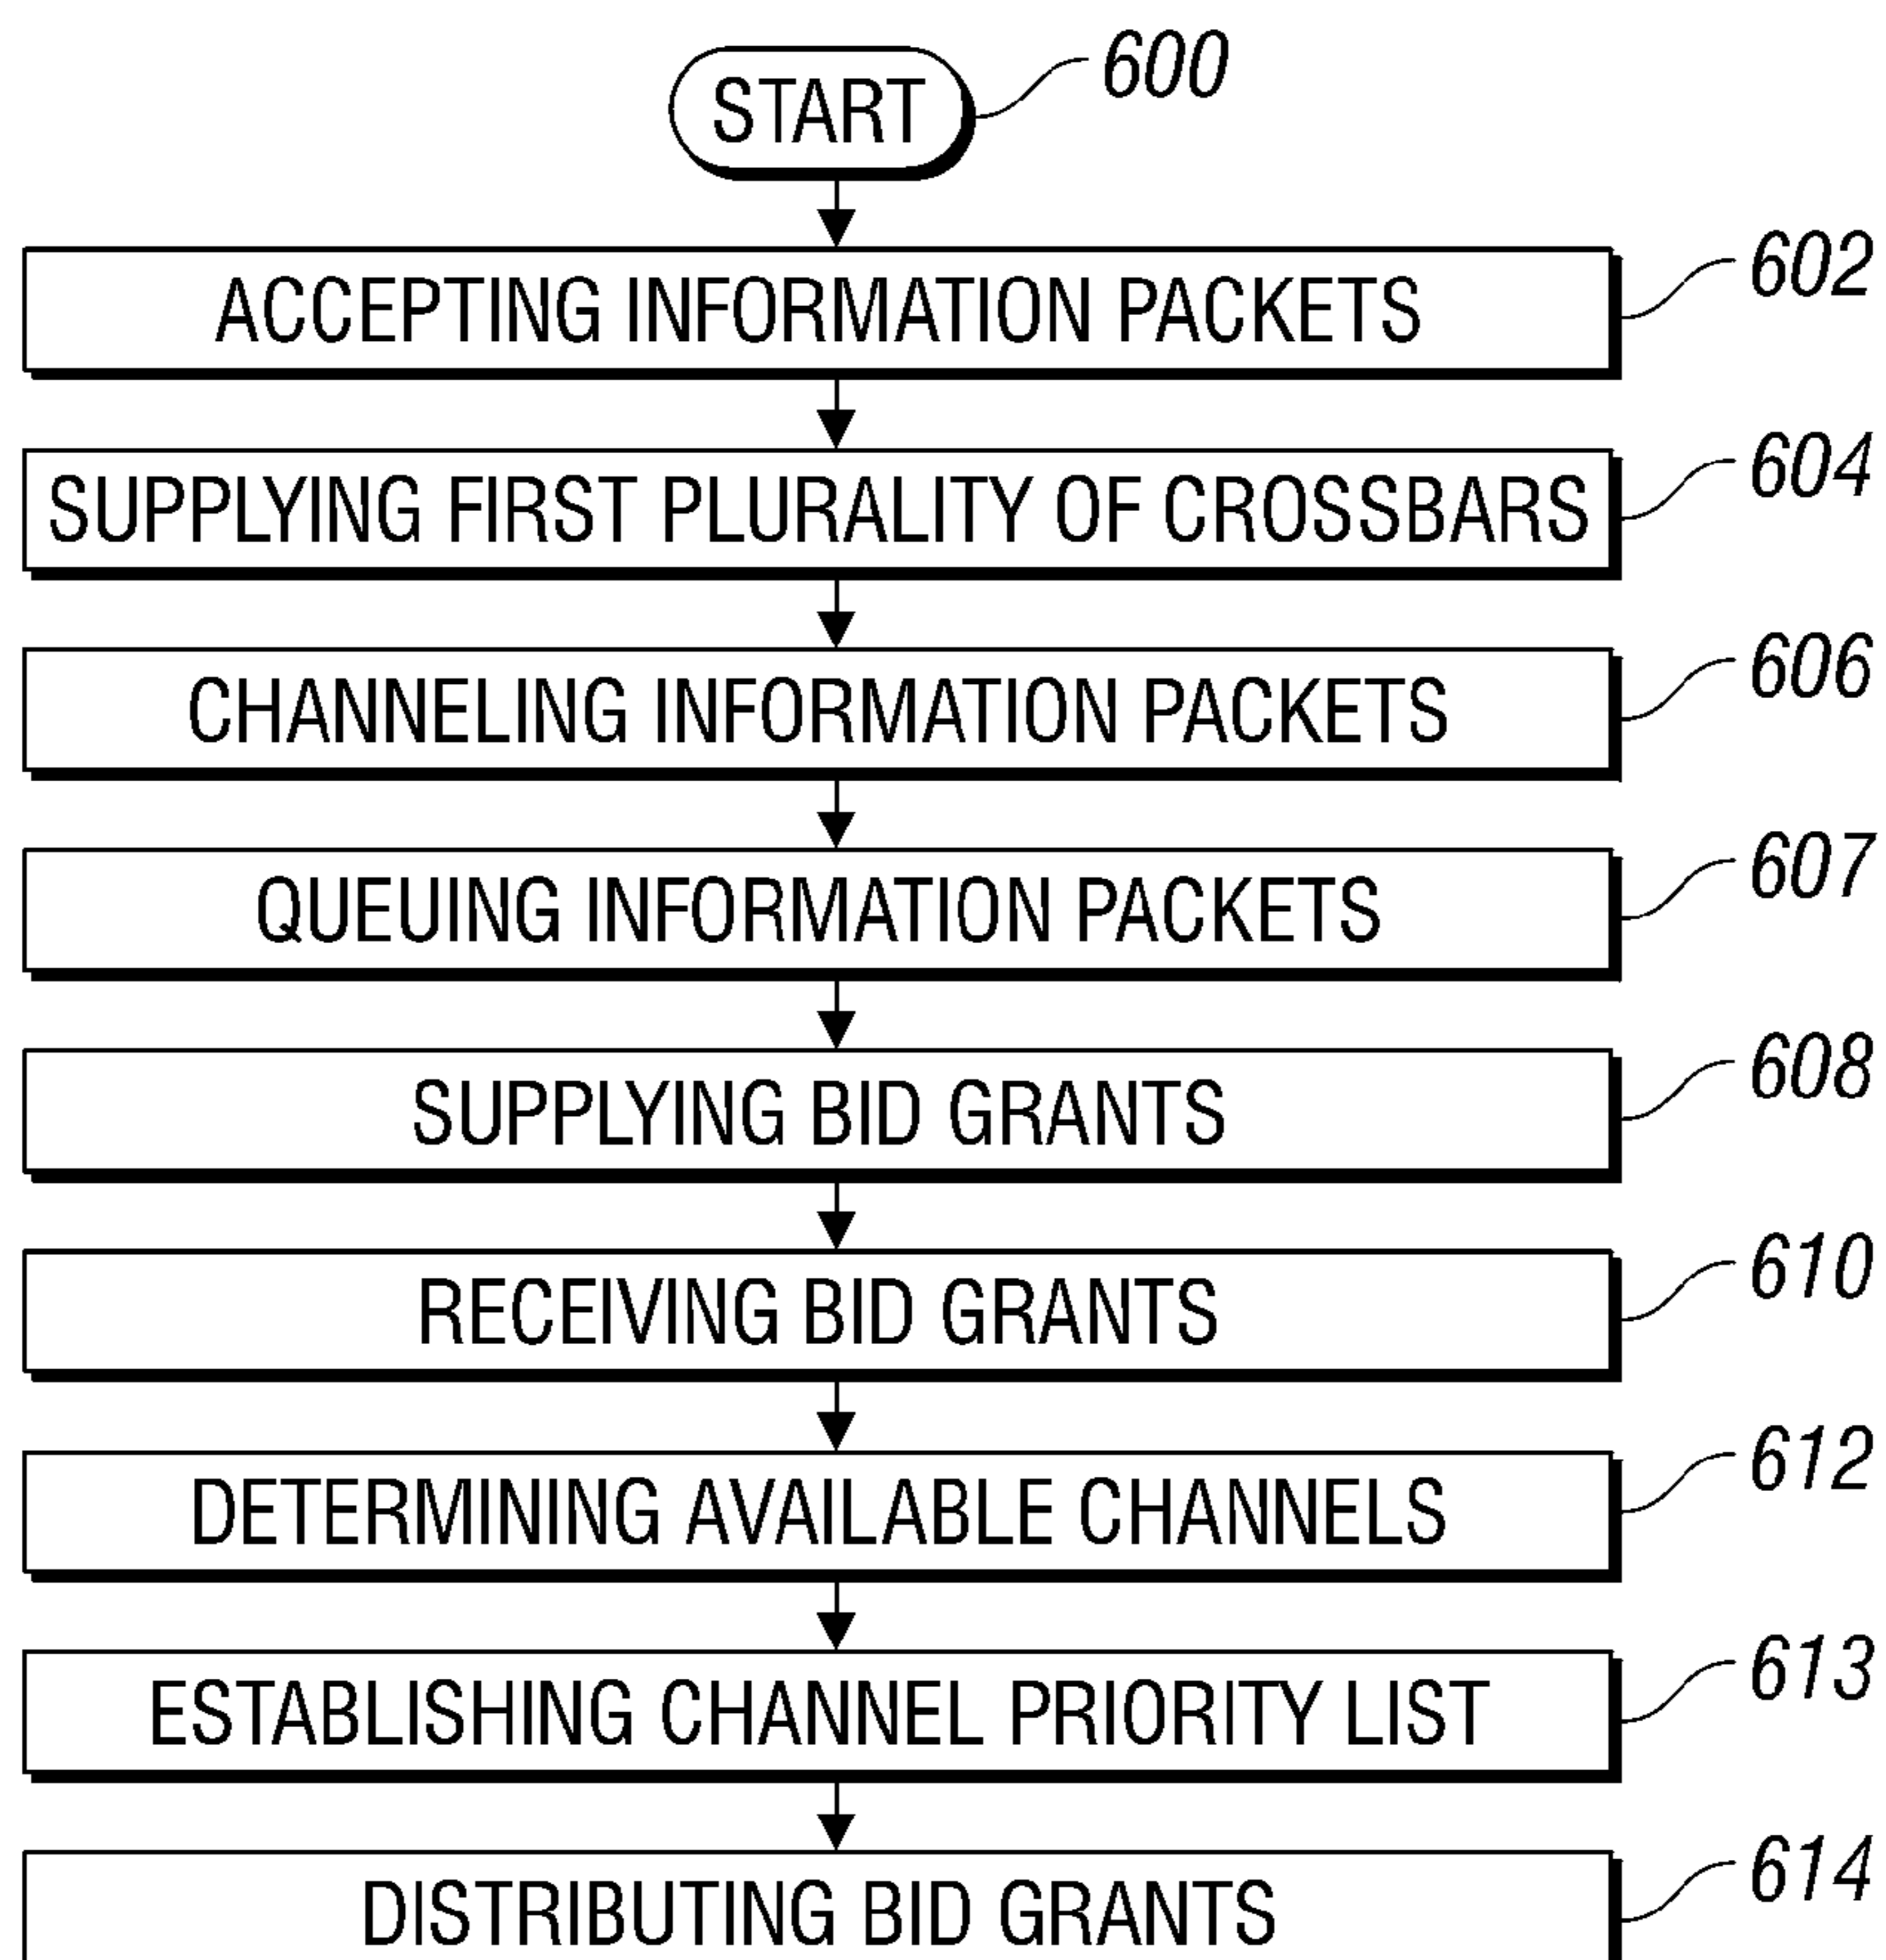 START 600
ACCEPTING INFORMATION PACKETS 602
SUPPLYING FIRST PLURALITY OF CROSSBARS 604
CHANNELING INFORMATION PACKETS 606
QUEUING INFORMATION PACKETS 607
SUPPLYING BID GRANTS 608
RECEIVING BID GRANTS 610
DETERMINING AVAILABLE CHANNELS 612
ESTABLISHING CHANNEL PRIORITY LIST 613
DISTRIBUTING BID GRANTS 614